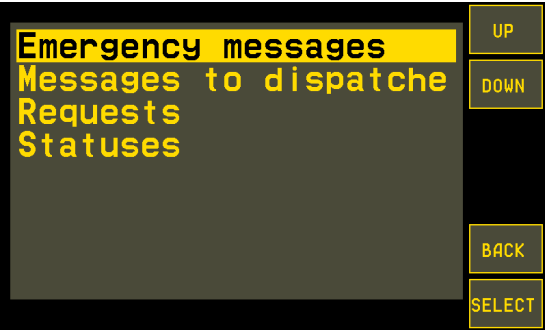 Emergency messages
Messages to dispatche
Requests
Statuses
UP
DOWN
BACK
SELECT